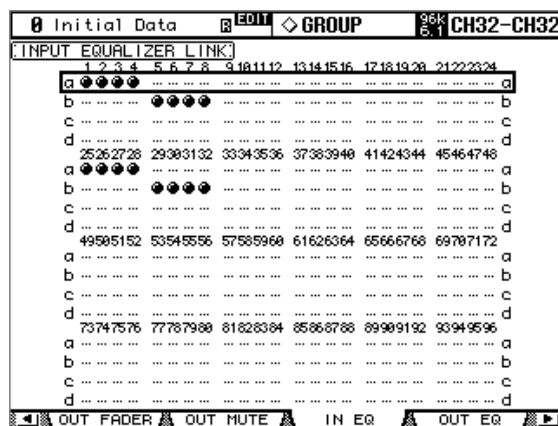 0 Initial Data R EDIT ◇ GROUP 96k 6.1 CH32-CH32
INPUT EQUALIZER LINK
1 2 3 4 5 6 7 8 9 10 11 12 13 14 15 16 17 18 19 20 21 22 23 24
a a
b b
c c
d d
25 26 27 28 29 30 31 32 33 34 35 36 37 38 39 40 41 42 43 44 45 46 47 48
a a
b b
c c
d d
49 50 51 52 53 54 55 56 57 58 59 60 61 62 63 64 65 66 67 68 69 70 71 72
a a
b b
c c
d d
73 74 75 76 77 78 79 80 81 82 83 84 85 86 87 88 89 90 91 92 93 94 95 96
a a
b b
c c
d d
OUT FADER OUT MUTE IN EQ OUT EQ